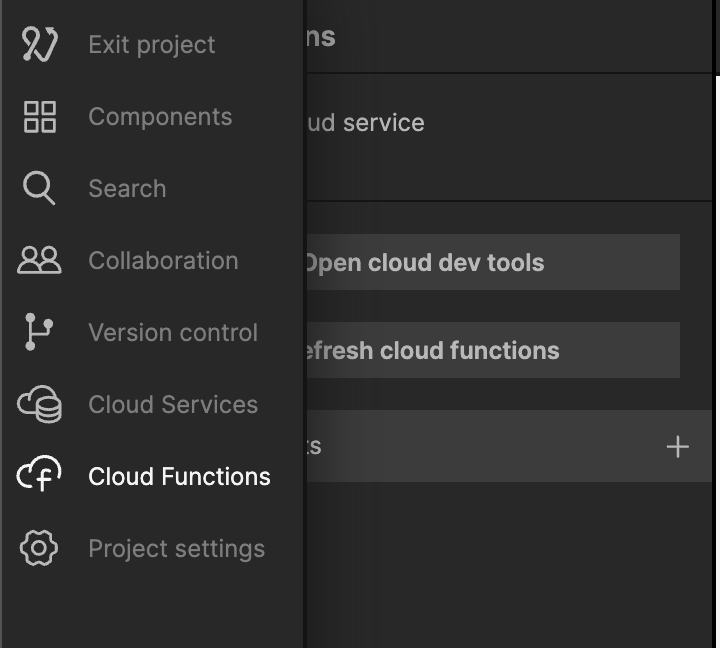 Exit project
Components
Search
Collaboration
Version control
Cloud Services
Cloud Functions
Project settings
ns
ud service
Open cloud dev tools
efresh cloud functions
ts